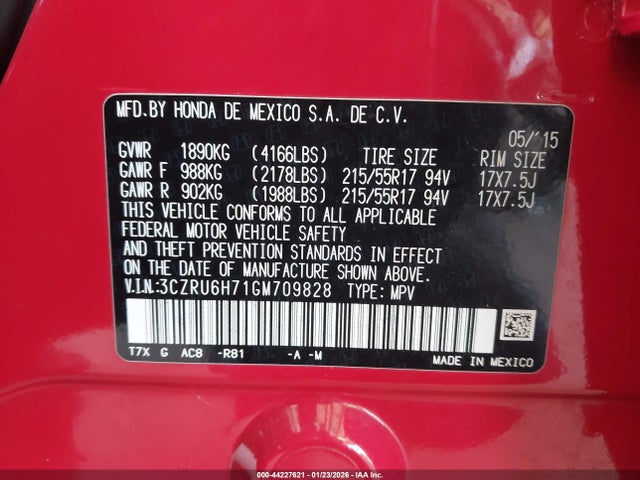 MFD.BY HONDA DE MEXICO S.A. DE C.V.
05/'15
GVWR 1890KG (4166LBS) TIRE SIZE RIM SIZE
GAWR F 988KG (2178LBS) 215/55R17 94V 17X7.5J
GAWR R 902KG (1988LBS) 215/55R17 94V 17X7.5J
THIS VEHICLE CONFORMS TO ALL APPLICABLE
FEDERAL MOTOR VEHICLE SAFETY
AND THEFT PREVENTION STANDARDS IN EFFECT
ON THE DATE OF MANUFACTURE SHOWN ABOVE.
V.I.N.:3CZRU6H71GM709828 TYPE: MPV
T7X G AC8 -R81 -A -M
MADE IN MEXICO
000-44227621 - 01/23/2026 - IAA Inc.